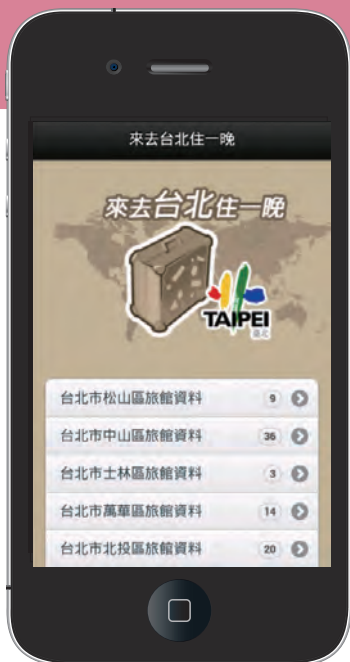 來去台北住一晚
來去台北住一晚
TAIPEI
臺北
台北市松山區旅館資料 9
台北市中山區旅館資料 36
台北市士林區旅館資料 3
台北市萬華區旅館資料 14
台北市北投區旅館資料 20